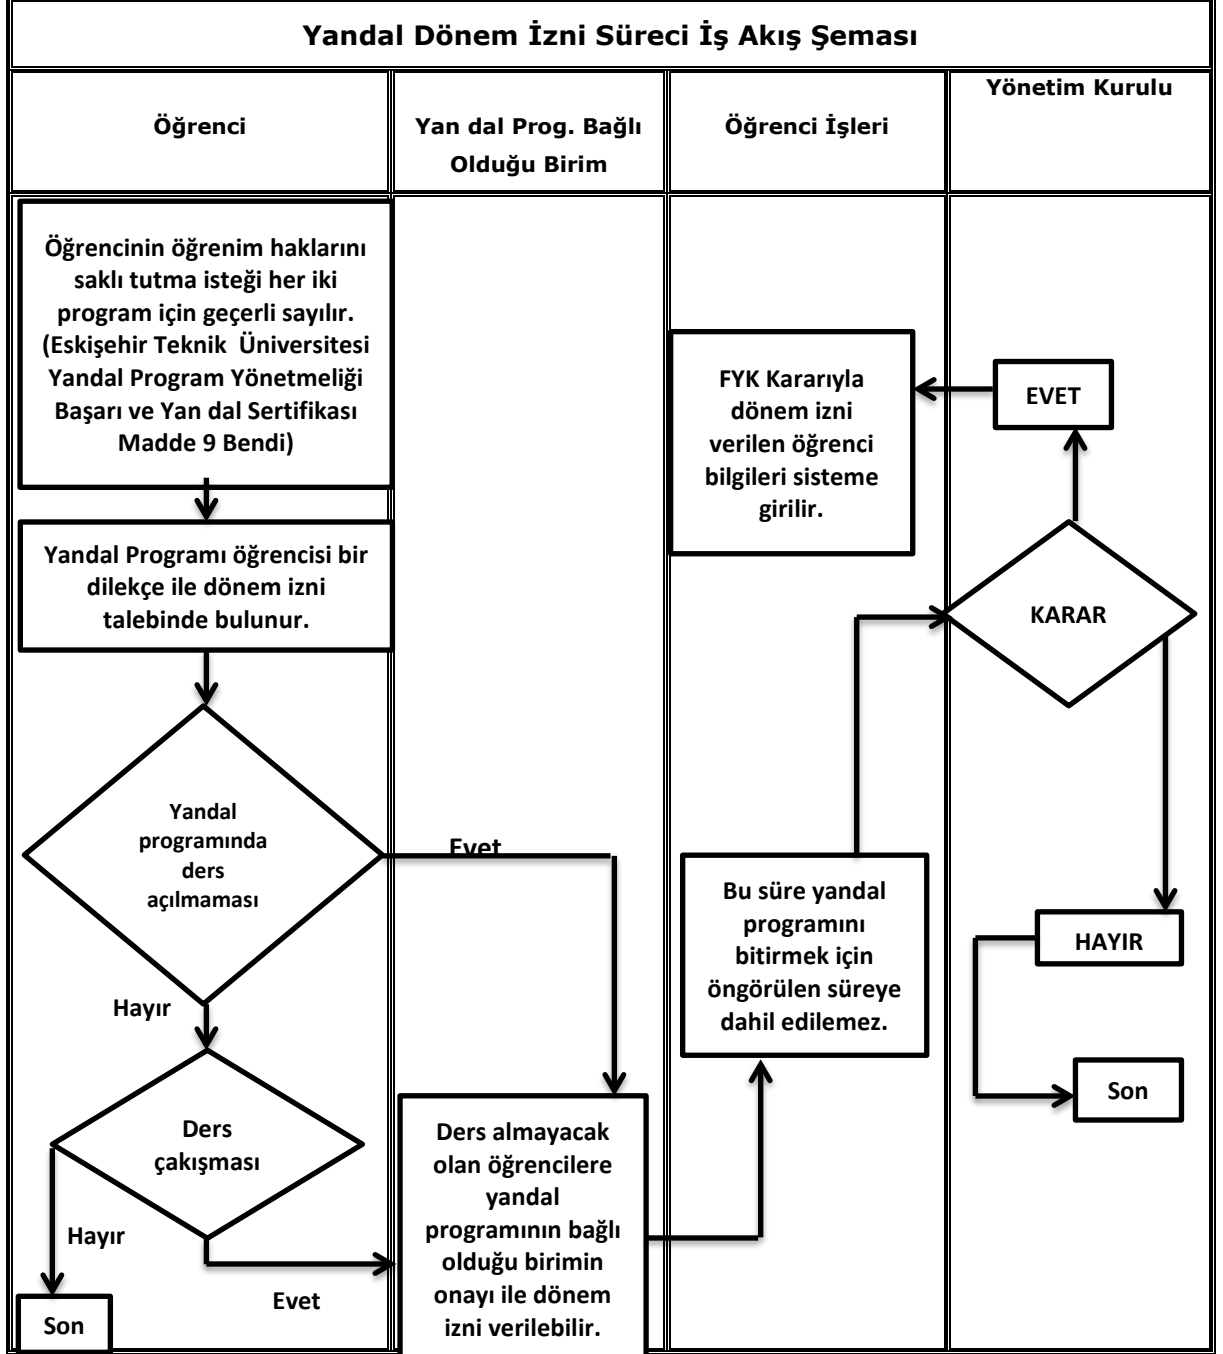 Yandal Dönem İzni Süreci İş Akış Şeması
Öğrenci
Yan dal Prog. Bağlı
Olduğu Birim
Öğrenci İşleri
Yönetim Kurulu
Öğrencinin öğrenim haklarını
saklı tutma isteği her iki
program için geçerli sayılır.
(Eskişehir Teknik Üniversitesi
Yandal Program Yönetmeliği
Başarı ve Yan dal Sertifikası
Madde 9 Bendi)
Yandal Programı öğrencisi bir
dilekçe ile dönem izni
talebinde bulunur.
Yandal
programında
ders
açılmaması
Evet
Hayır
Ders
çakışması
Hayır
Evet
Son
Ders almayacak
olan öğrencilere
yandal
programının bağlı
olduğu birimin
onayı ile dönem
izni verilebilir.
FYK Kararıyla
dönem izni
verilen öğrenci
bilgileri sisteme
girilir.
Bu süre yandal
programını
bitirmek için
öngörülen süreye
dahil edilemez.
EVET
KARAR
HAYIR
Son